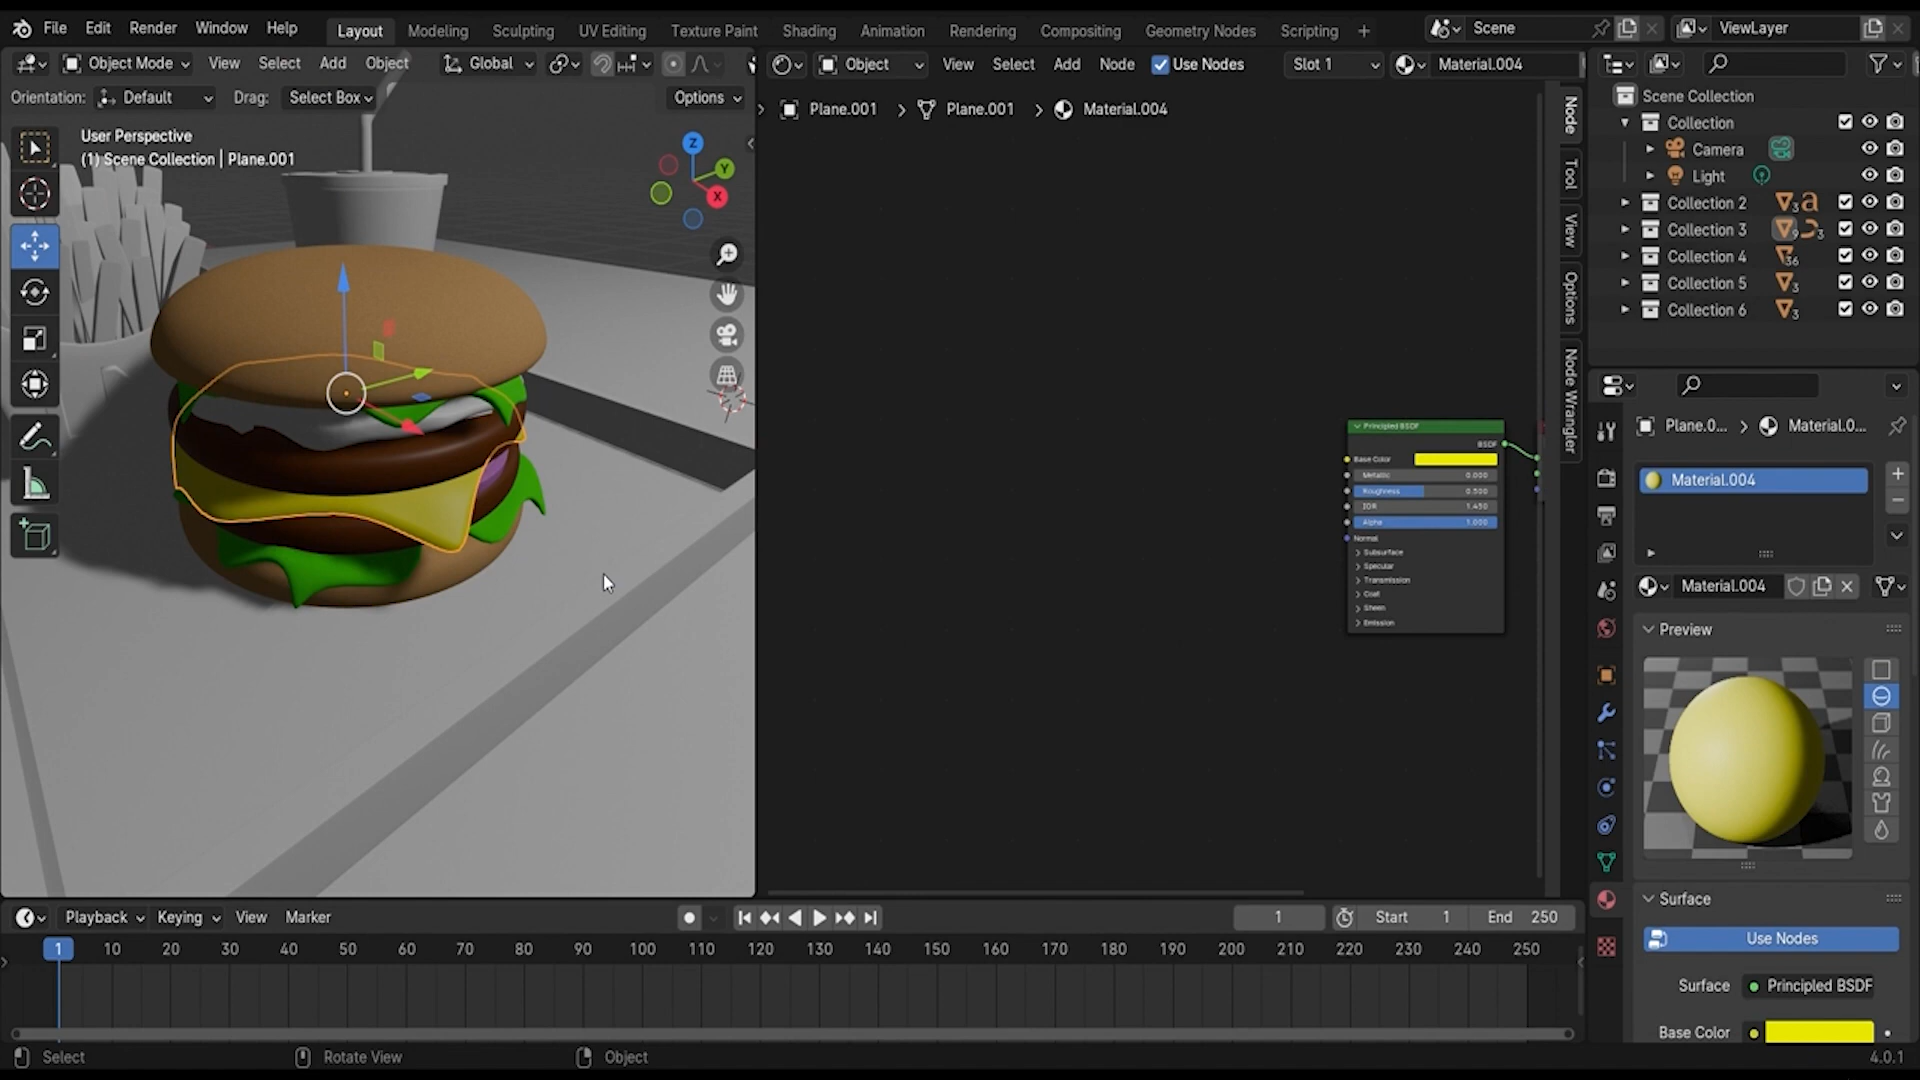 File Edit Render Window Help Layout Modeling Sculpting UV Editing Texture Paint Shading Animation Rendering Compositing Geometry Nodes Scripting + Scene ViewLayer
Object Mode View Select Add Object Global Object View Select Add Node Use Nodes Slot 1 Material.004
Orientation: Default Drag: Select Box Options
Plane.001 > Plane.001 > Material.004
User Perspective
(1) Scene Collection | Plane.001
Z
Y
X
Node
Tool
View
Options
Node Wrangler
Principled BSDF
BSDF
Base Color
Metallic 0.000
Roughness 0.500
IOR 1.450
Alpha 1.000
Normal
Subsurface
Specular
Transmission
Coat
Sheen
Emission
Scene Collection
Collection
Camera
Light
Collection 2 3 a
Collection 3 9 3
Collection 4 36
Collection 5 3
Collection 6 3
Plane.0... > Material.0...
Material.004
Material.004
Preview
Surface
Use Nodes
Surface Principled BSDF
Base Color
Playback Keying View Marker 1 Start 1 End 250
1 10 20 30 40 50 60 70 80 90 100 110 120 130 140 150 160 170 180 190 200 210 220 230 240 250
Select Rotate View Object 4.0.1